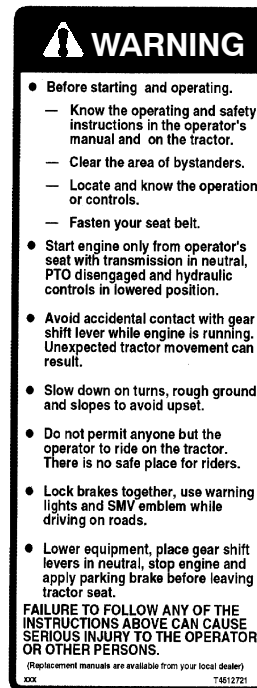 WARNING
● Before starting and operating.
— Know the operating and safety
instructions in the operator's
manual and on the tractor.
— Clear the area of bystanders.
— Locate and know the operation
or controls.
— Fasten your seat belt.
● Start engine only from operator's
seat with transmission in neutral,
PTO disengaged and hydraulic
controls in lowered position.
● Avoid accidental contact with gear
shift lever while engine is running.
Unexpected tractor movement can
result.
● Slow down on turns, rough ground
and slopes to avoid upset.
● Do not permit anyone but the
operator to ride on the tractor.
There is no safe place for riders.
● Lock brakes together, use warning
lights and SMV emblem while
driving on roads.
● Lower equipment, place gear shift
levers in neutral, stop engine and
apply parking brake before leaving
tractor seat.
FAILURE TO FOLLOW ANY OF THE
INSTRUCTIONS ABOVE CAN CAUSE
SERIOUS INJURY TO THE OPERATOR
OR OTHER PERSONS.
(Replacement manuals are available from your local dealer)
xxx T4512721